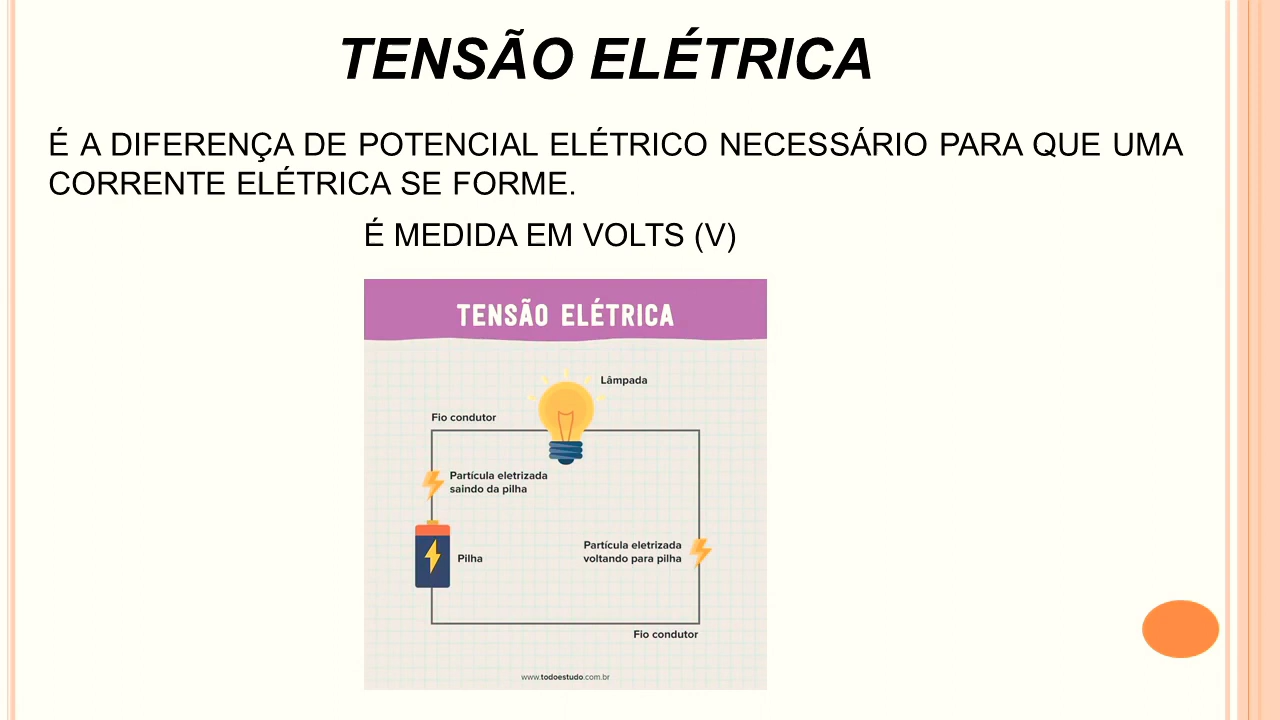 TENSÃO ELÉTRICA
É A DIFERENÇA DE POTENCIAL ELÉTRICO NECESSÁRIO PARA QUE UMA
CORRENTE ELÉTRICA SE FORME.
É MEDIDA EM VOLTS (V)
TENSÃO ELÉTRICA
Lâmpada
Fio condutor
Partícula eletrizada
saindo da pilha
Pilha
Partícula eletrizada
voltando para pilha
Fio condutor
www.todoestudo.com.br